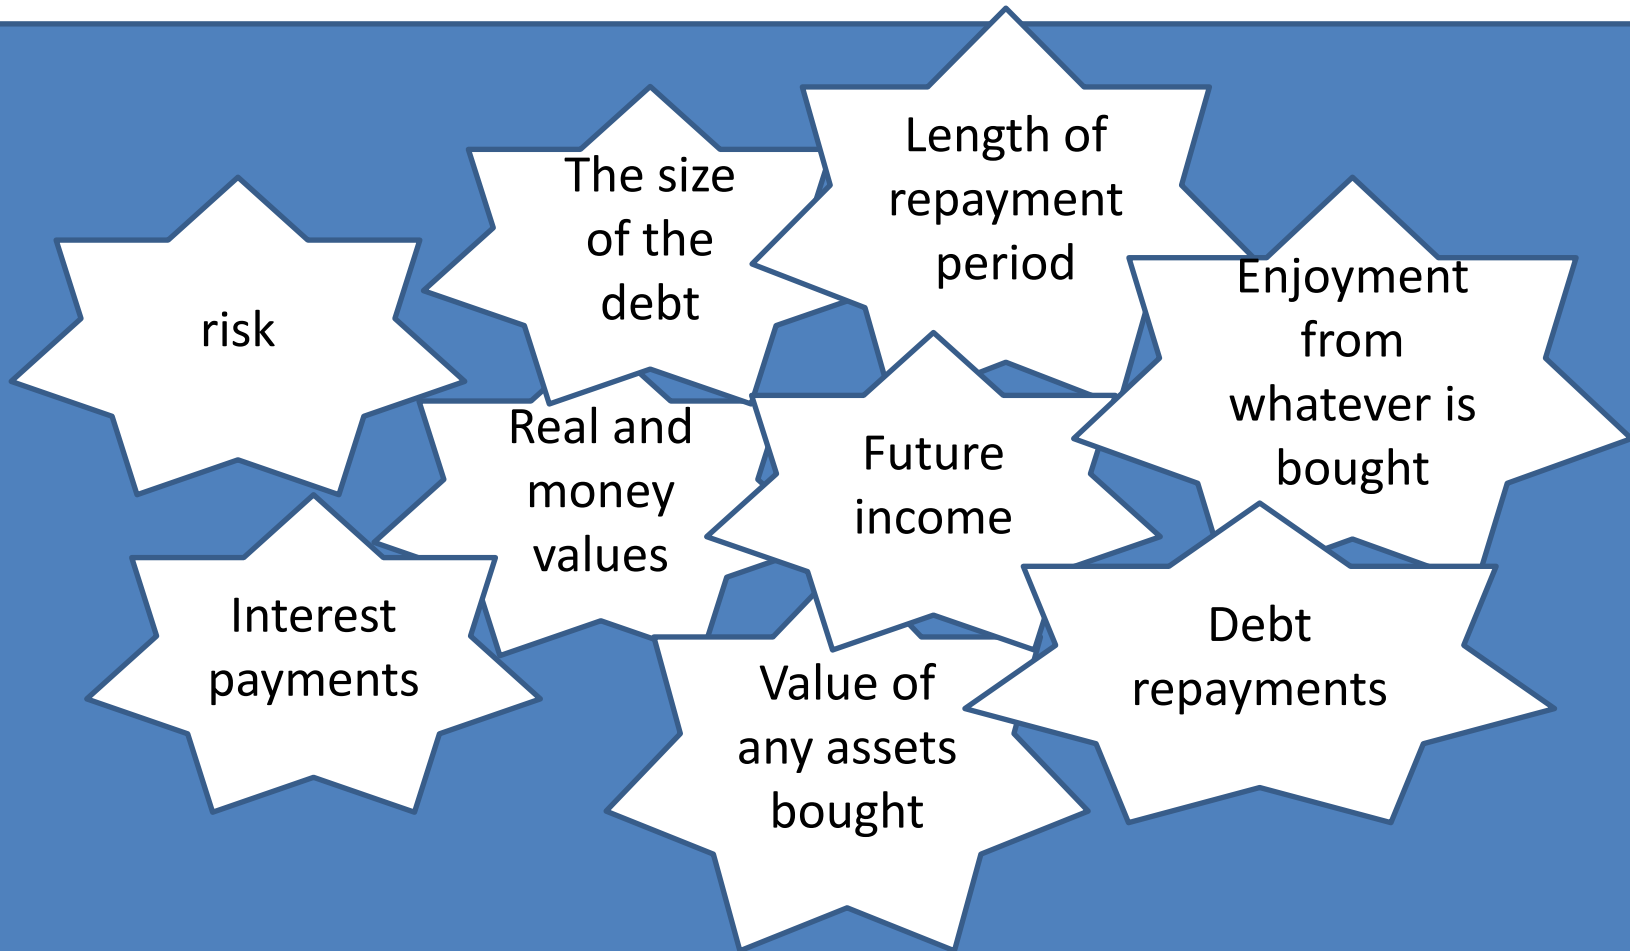 risk
The size
of the
debt
Length of
repayment
period
Enjoyment
from
whatever is
bought
Real and
money
values
Future
income
Interest
payments
Value of
any assets
bought
Debt
repayments